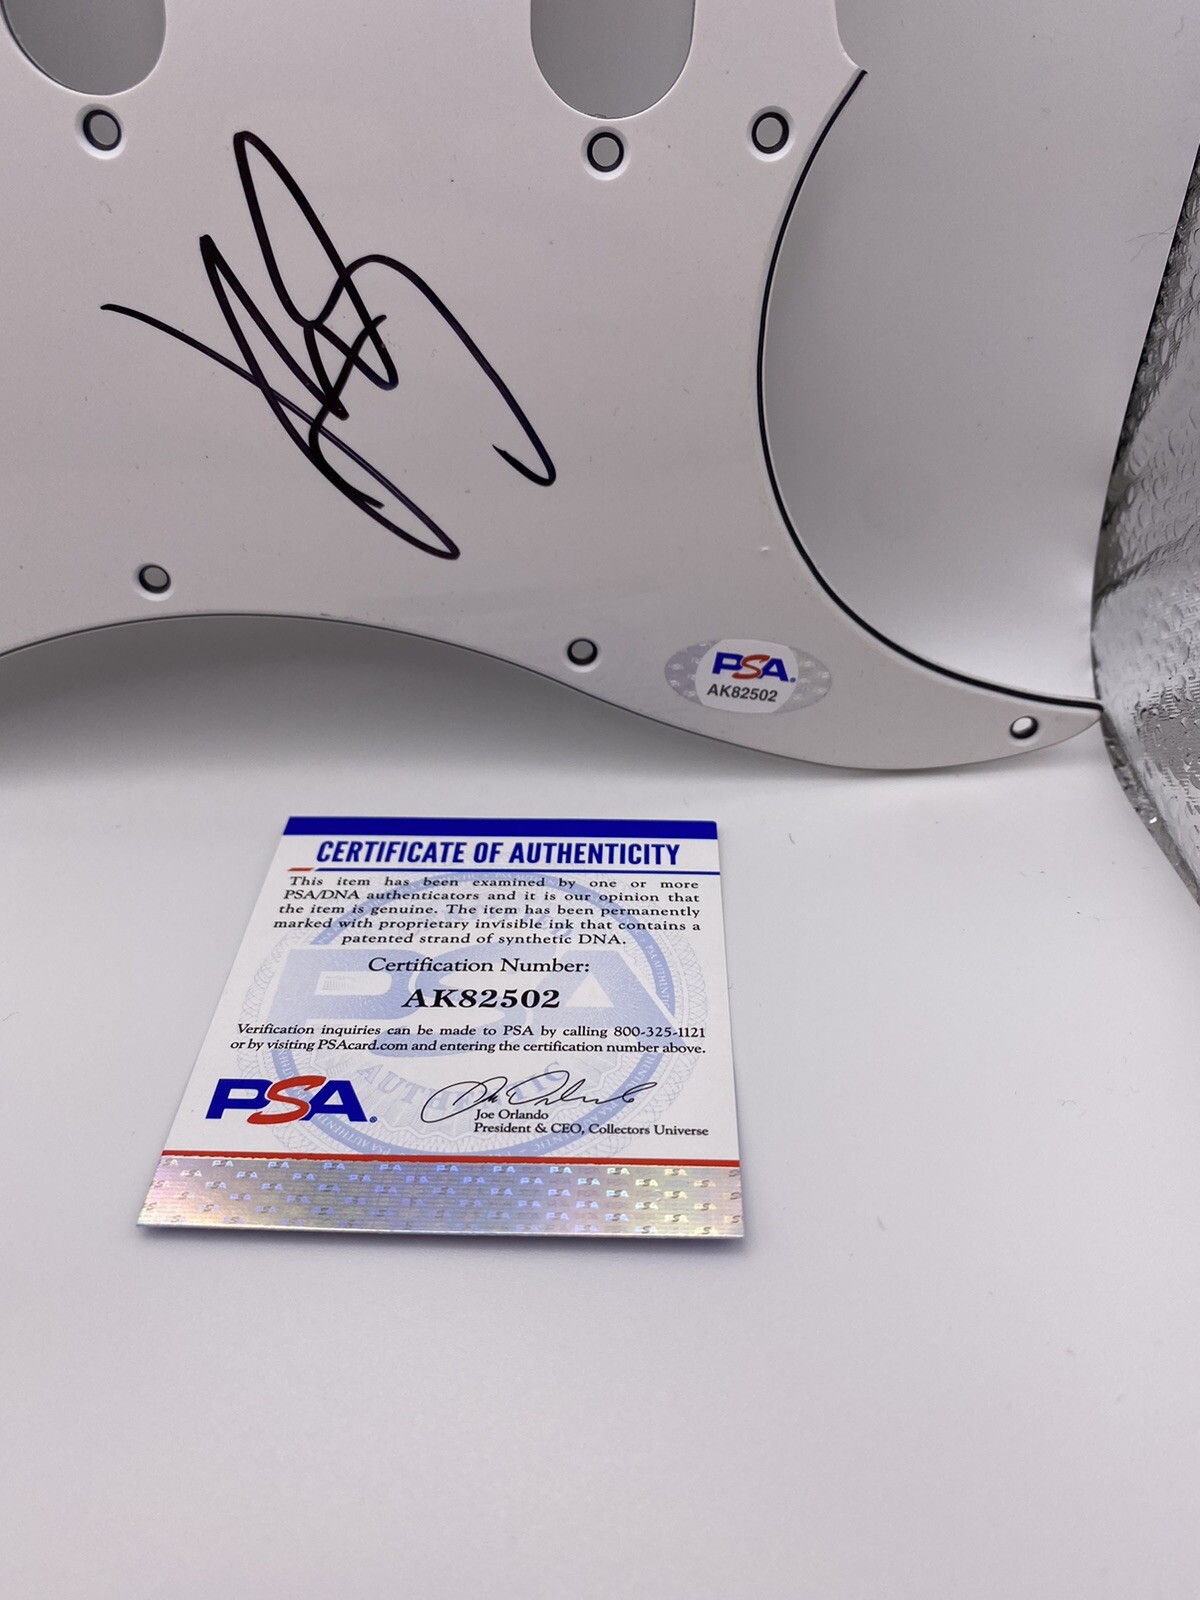 PSA
AK82502
CERTIFICATE OF AUTHENTICITY
This item has been examined by one or more
PSA/DNA authenticators and it is our opinion that
the item is genuine. The item has been permanently
marked with proprietary invisible ink that contains a
patented strand of synthetic DNA.
Certification Number:
AK82502
Verification inquiries can be made to PSA by calling 800-325-1121
or by visiting PSAcard.com and entering the certification number above.
PSA
Joe Orlando
President & CEO, Collectors Universe